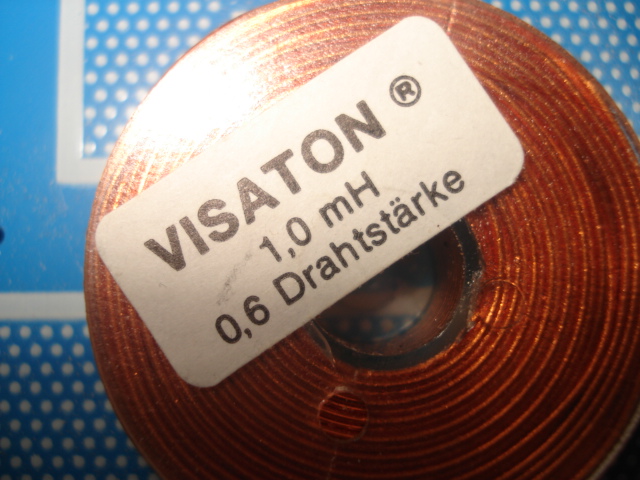 VISATON ®
1,0 mH
0,6 Drahtstärke